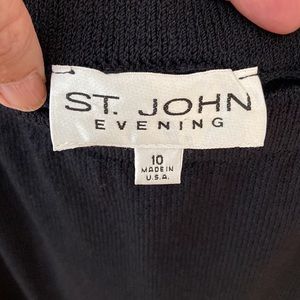 ST. JOHN
EVENING
10
MADE IN
U.S.A.